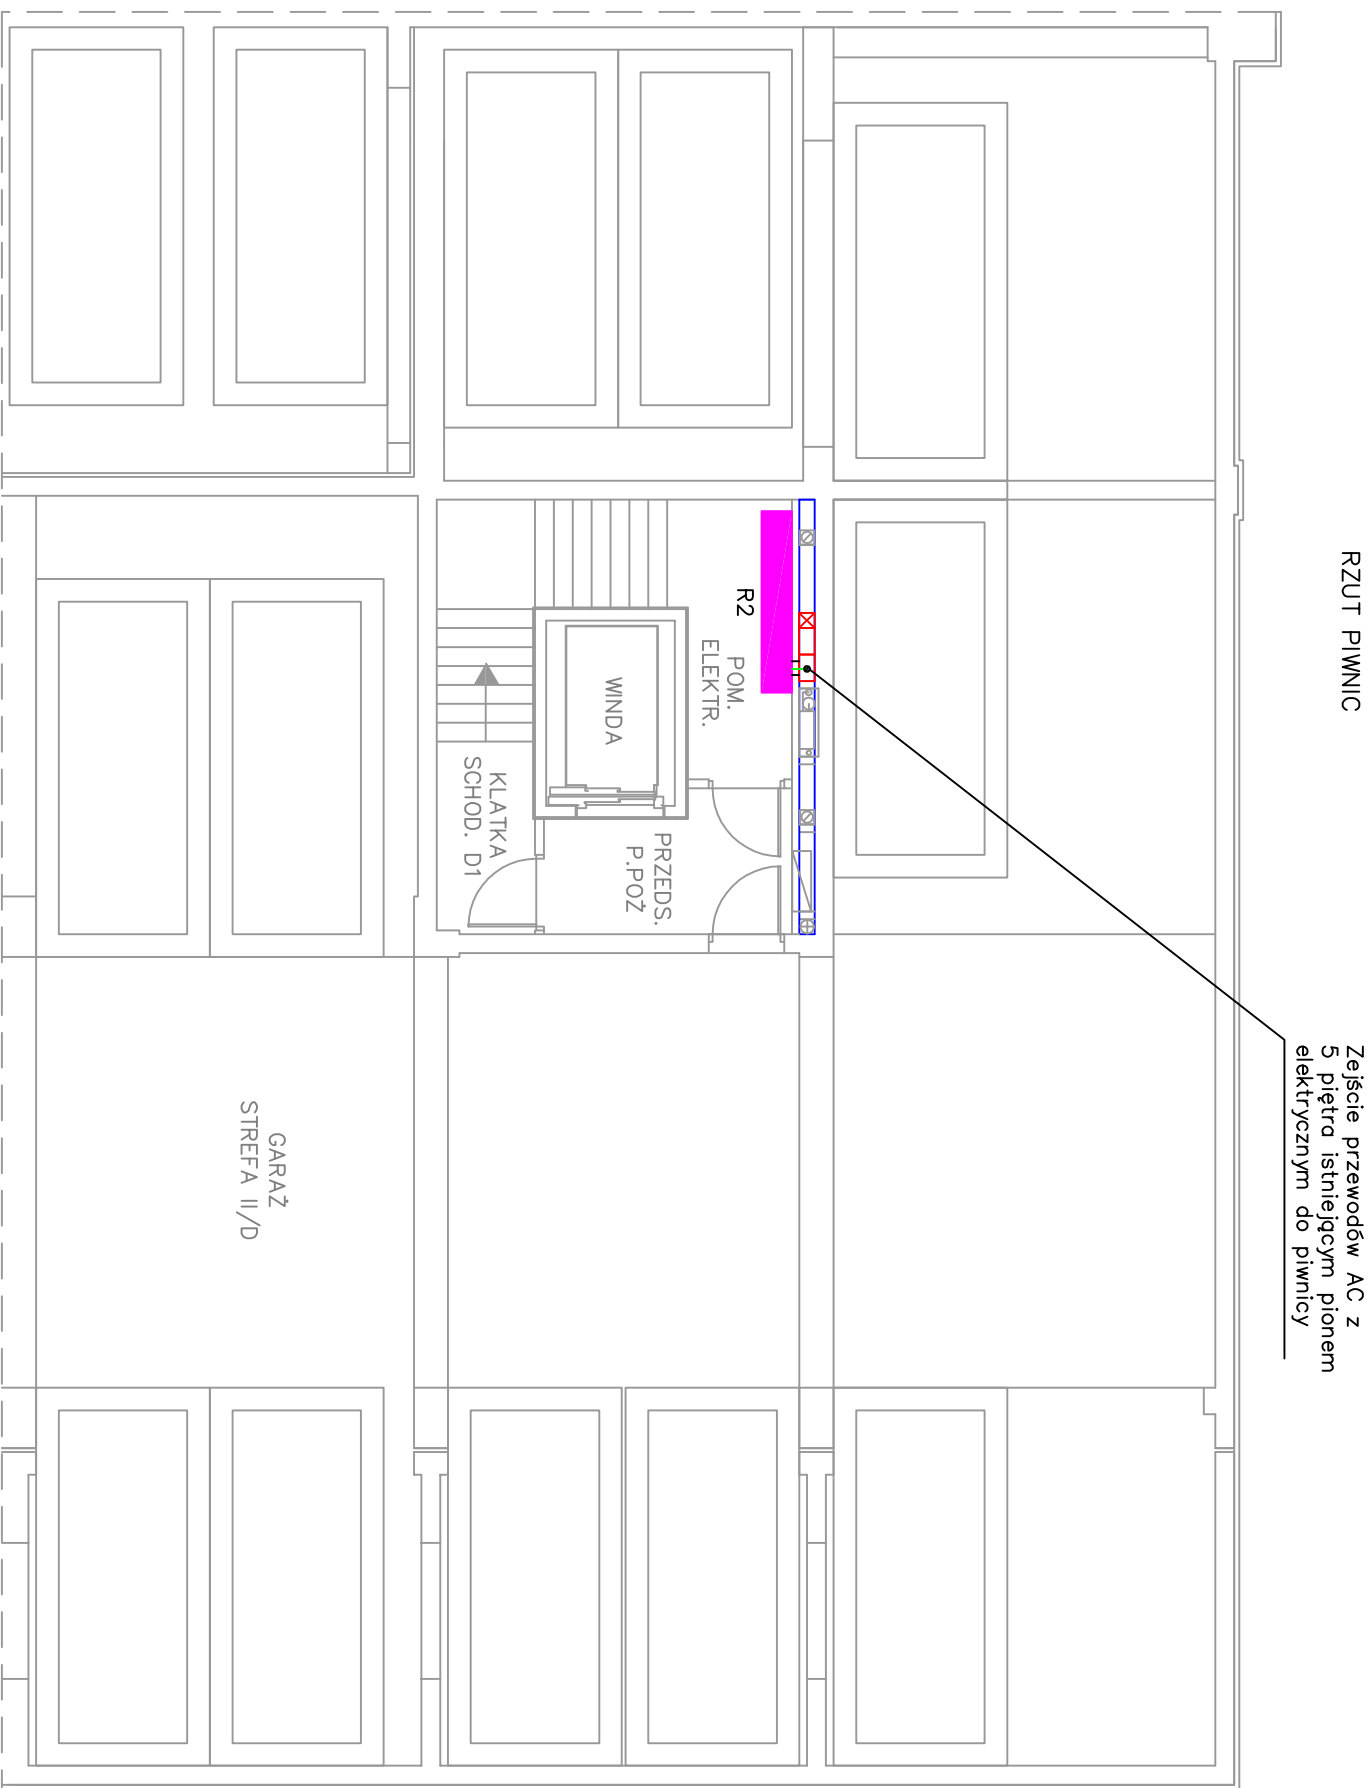 RZUT PIWNIC
Zejście przewodów AC z
5 piętra istniejącym pionem
elektrycznym do piwnicy
R2
POM.
ELEKTR.
WINDA
PRZEDS.
P.POŻ
KLATKA
SCHOD. D1
GARAŻ
STREFA II/D